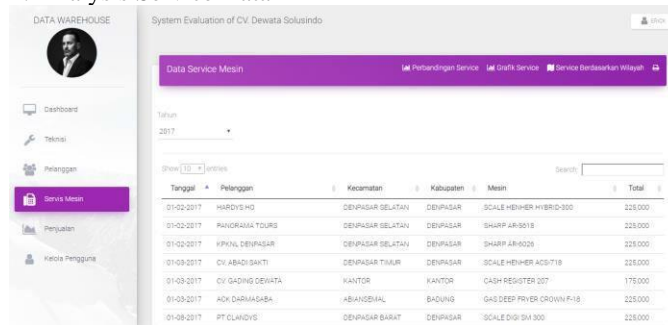 DATA WAREHOUSE
System Evaluation of CV. Dewata Solusindo
Data Service Mesin
Perbandingan Service
Grafik Service
Service Berdasarkan Wilayah
Dashboard
Teknisi
Pelanggan
Servis Mesin
Penjualan
Kelola Pengguna
Tahun
2017
Show 10 entries
Search:
Tanggal Pelanggan Kecamatan Kabupaten Mesin Total
01-02-2017 HARDYS HO DENPASAR SELATAN DENPASAR SCALE HENHER HYBRID-300 225.000
01-02-2017 PANORAMA TOURS DENPASAR SELATAN DENPASAR SHARP AR-5618 225.000
01-02-2017 KPKNL DENPASAR DENPASAR SELATAN DENPASAR SHARP AR-6026 225.000
01-03-2017 CV. ABADI SAKTI DENPASAR TIMUR DENPASAR SCALE HENHER ACS-718 225.000
01-03-2017 CV. GADING DEWATA KANTOR KANTOR CASH REGISTER 207 175.000
01-03-2017 ACK DARMASABA ABIANSEMAL BADUNG GAS DEEP FRYER CROWN F-18 225.000
01-08-2017 PT CLANDYS DENPASAR BARAT DENPASAR SCALE DIGI SM 300 225.000